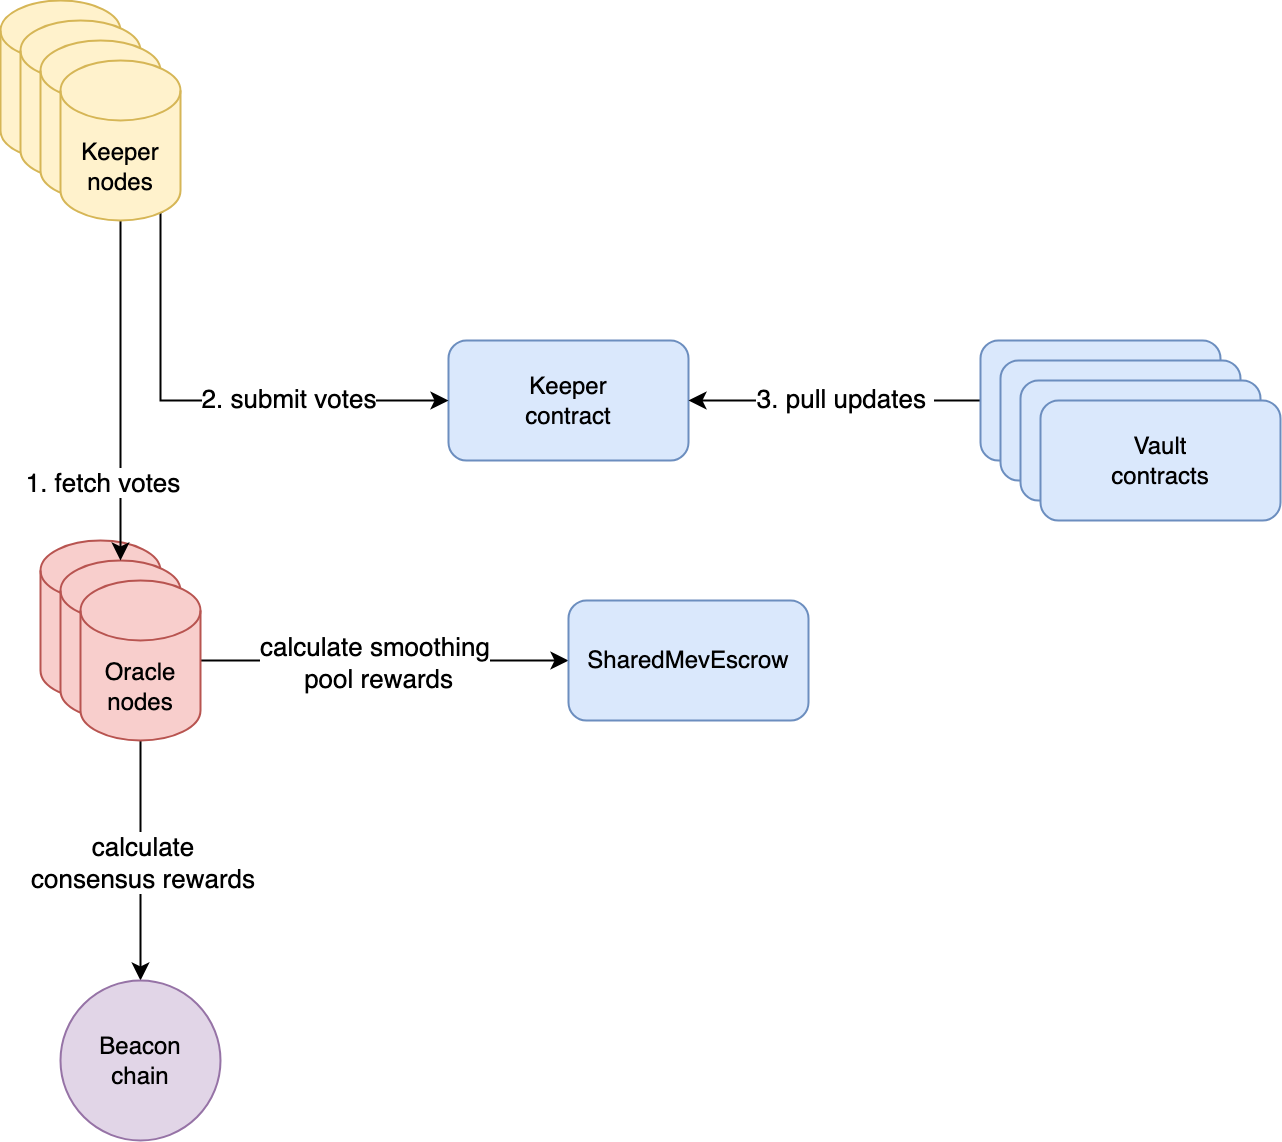 Keeper
nodes
2. submit votes
Keeper
contract
3. pull updates
Vault
contracts
1. fetch votes
Oracle
nodes
calculate smoothing
pool rewards
SharedMevEscrow
calculate
consensus rewards
Beacon
chain